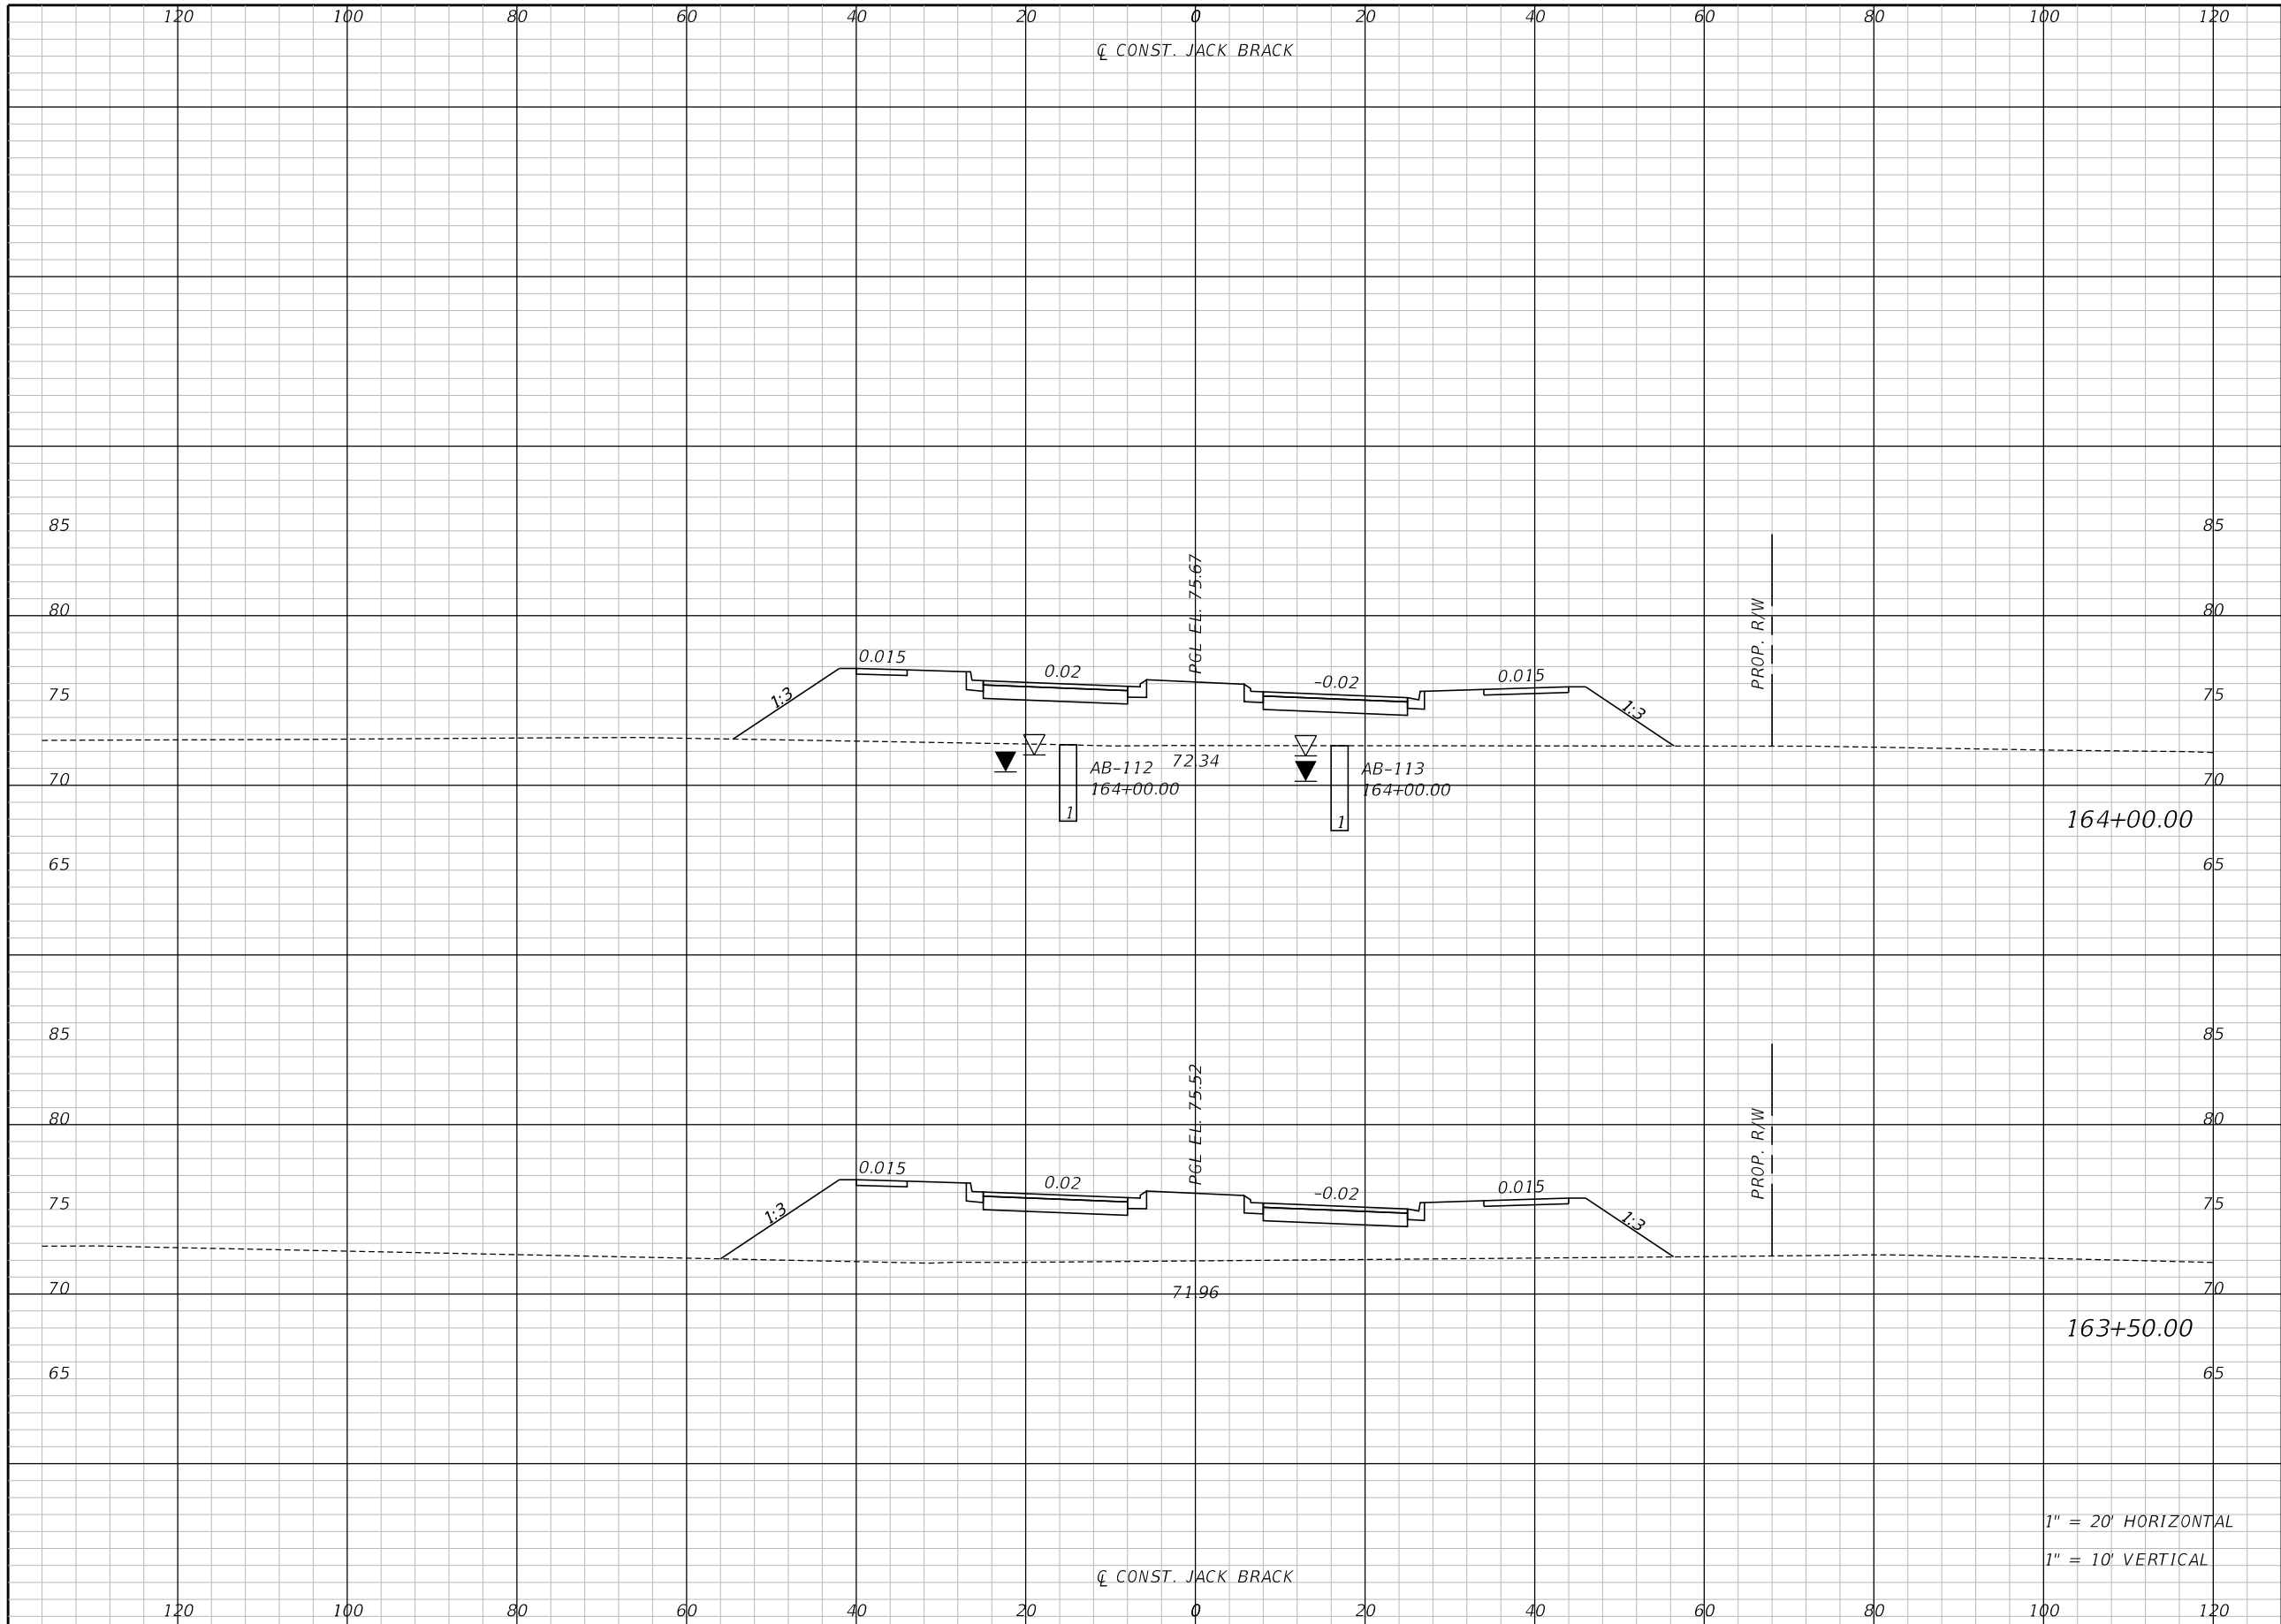 120 100 80 60 40 20 0 20 40 60 80 100 120
℄ CONST. JACK BRACK
85 85
PGL EL. 75.67
80 PROP. R/W 80
0.015 0.02 -0.02 0.015
75 1:3 1:3 75
72.34
AB-112 AB-113
164+00.00 164+00.00
70 70
1 1
164+00.00
65 65
85 85
PGL EL. 75.52
80 PROP. R/W 80
0.015 0.02 -0.02 0.015
75 1:3 1:3 75
70 71.96 70
163+50.00
65 65
1" = 20' HORIZONTAL
1" = 10' VERTICAL
℄ CONST. JACK BRACK
120 100 80 60 40 20 0 20 40 60 80 100 120